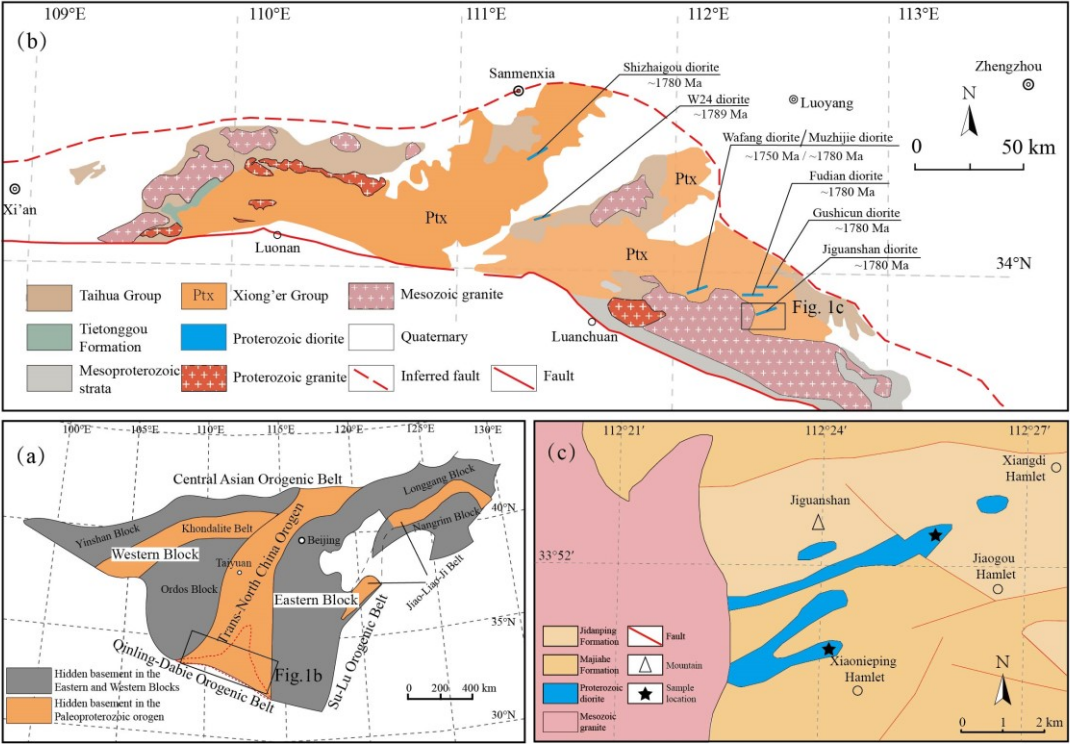 109°E
110°E
111°E
112°E
113°E
(b)
Shizhaigou diorite
~1780 Ma
Sanmenxia
Zhengzhou
W24 diorite
~1789 Ma
Luoyang
N
Wafang diorite/Muzhijie diorite
~1750 Ma / ~1780 Ma
0
50 km
Ptx
Fudian diorite
~1780 Ma
Xi'an
Gushicun diorite
~1780 Ma
Ptx
Luonan
Jiguanshan diorite
~1780 Ma
Ptx
34°N
Taihua Group
Ptx
Xiong'er Group
Mesozoic granite
Fig. 1c
Tietonggou
Formation
Proterozoic diorite
Quaternary
Luanchuan
Mesoproterozoic
strata
Proterozoic granite
Inferred fault
Fault
(a)
100°E
105°E
110°E
115°E
120°E
125°E
130°E
Central Asian Orogenic Belt
Longgang Block
40°N
Yinshan Block
Khondalite Belt
Nangrim Block
Western Block
Beijing
Trans-North China Orogen
Taiyuan
Jiao-Liao-Ji Belt
Ordos Block
Eastern Block
35°N
Qinling-Dabie Orogenic Belt
Su-Lu Orogenic Belt
Fig.1b
Hidden basement in the
Eastern and Western Blocks
0
200
400 km
Hidden basement in the
Paleoproterozoic orogen
30°N
(c)
112°21'
112°24'
112°27'
Xiangdi
Hamlet
Jiguanshan
33°52'
Jiaogou
Hamlet
Jidanping
Formation
Fault
Majiahe
Formation
Mountain
Xiaonieping
Hamlet
Proterozoic
diorite
Sample
location
N
Mesozoic
granite
0
1
2 km